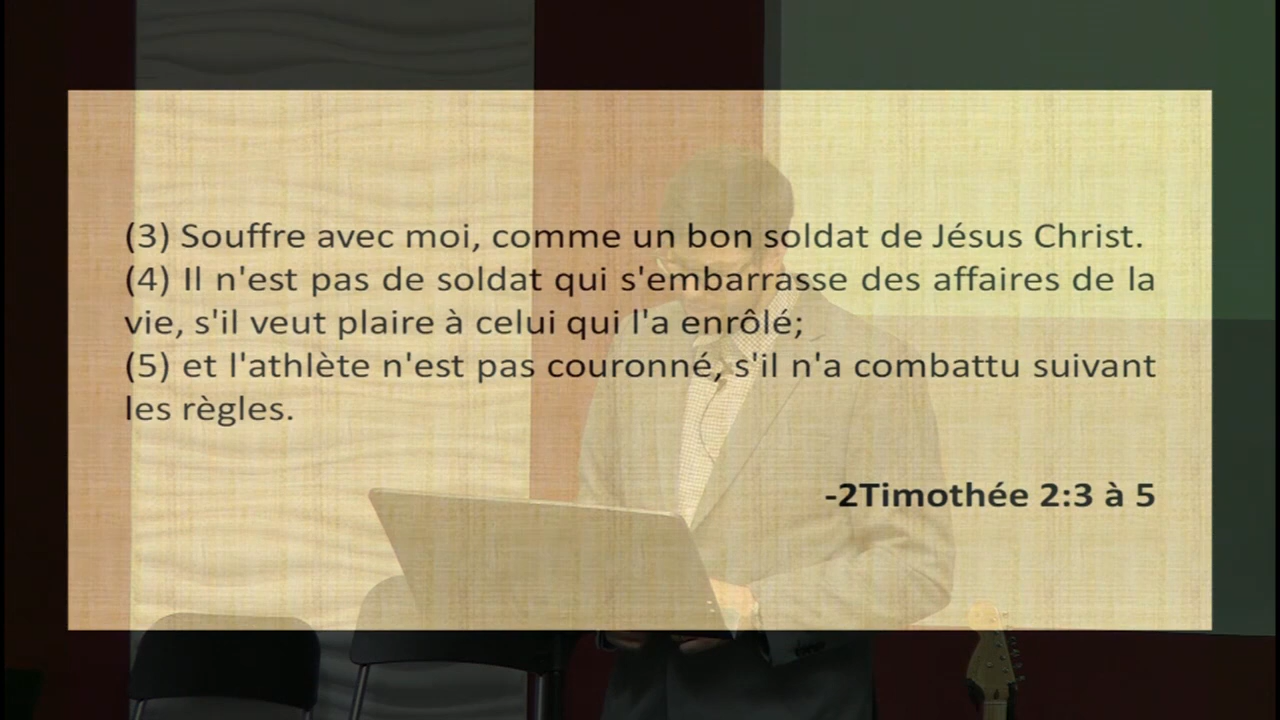 (3) Souffre avec moi, comme un bon soldat de Jésus Christ.
(4) Il n'est pas de soldat qui s'embarrasse des affaires de la
vie, s'il veut plaire à celui qui l'a enrôlé;
(5) et l'athlète n'est pas couronné, s'il n'a combattu suivant
les règles.
-2Timothée 2:3 à 5